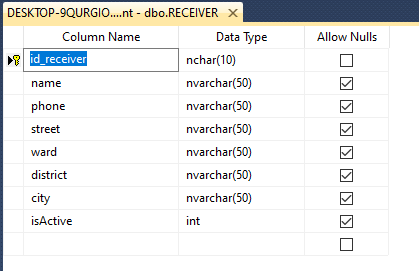 DESKTOP-9QURGIO....nt - dbo.RECEIVER
Column Name Data Type Allow Nulls
id_receiver nchar(10)
name nvarchar(50)
phone nvarchar(50)
street nvarchar(50)
ward nvarchar(50)
district nvarchar(50)
city nvarchar(50)
isActive int